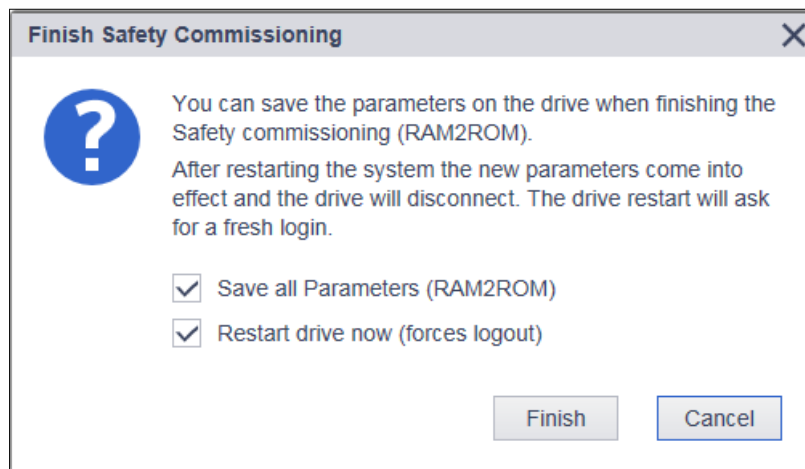 Finish Safety Commissioning
?
You can save the parameters on the drive when finishing the
Safety commissioning (RAM2ROM).
After restarting the system the new parameters come into
effect and the drive will disconnect. The drive restart will ask
for a fresh login.
Save all Parameters (RAM2ROM)
Restart drive now (forces logout)
Finish
Cancel